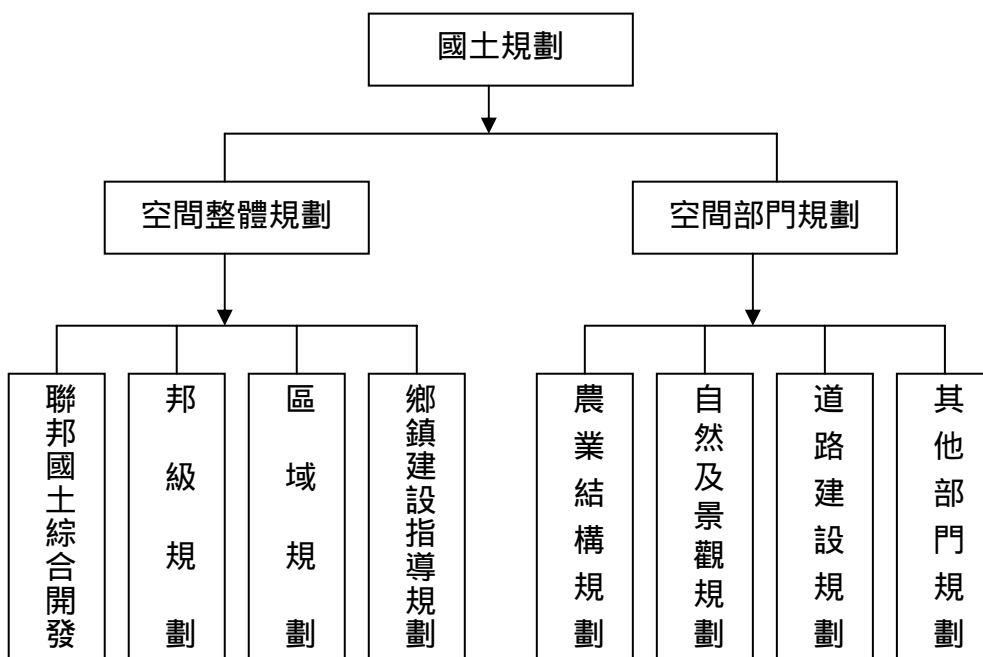 國土規劃
空間整體規劃
空間部門規劃
聯邦國土綜合開發
邦級規劃
區域規劃
鄉鎮建設指導規劃
農業結構規劃
自然及景觀規劃
道路建設規劃
其他部門規劃